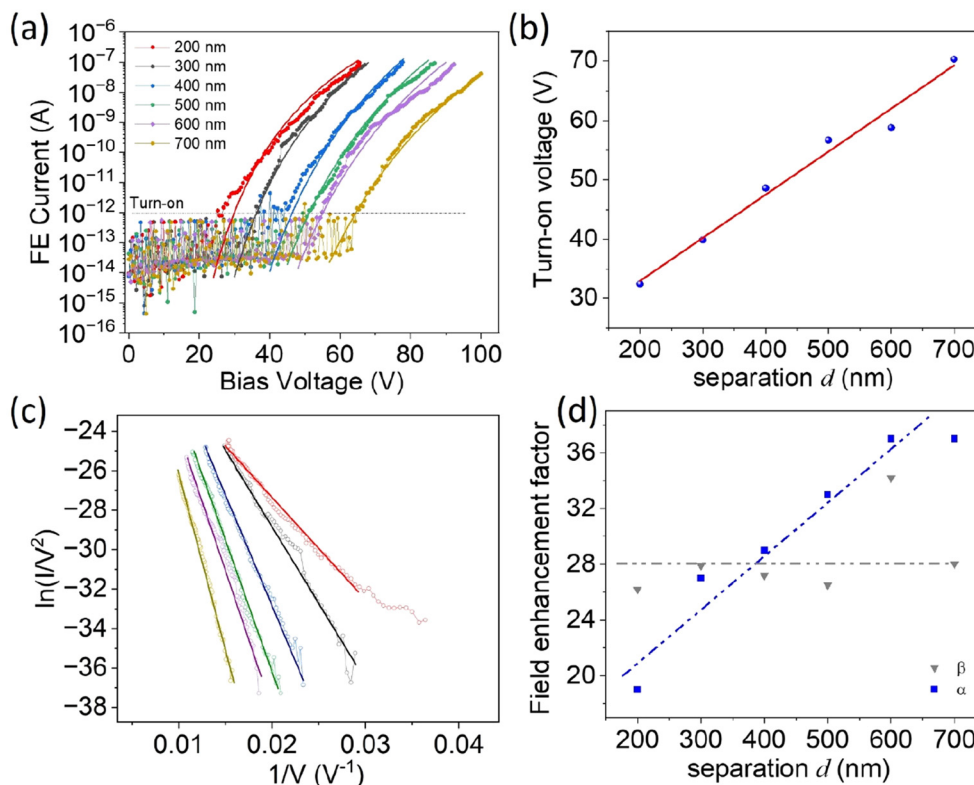 (a)
10⁻⁶
10⁻⁷
10⁻⁸
10⁻⁹
10⁻¹⁰
10⁻¹¹
10⁻¹²
10⁻¹³
10⁻¹⁴
10⁻¹⁵
10⁻¹⁶
FE Current (A)
200 nm
300 nm
400 nm
500 nm
600 nm
700 nm
Turn-on
0 20 40 60 80 100
Bias Voltage (V)
(b)
70
60
50
40
30
Turn-on voltage (V)
200 300 400 500 600 700
separation d (nm)
(c)
−24
−26
−28
−30
−32
−34
−36
−38
ln(I/V²)
0.01 0.02 0.03 0.04
1/V (V⁻¹)
(d)
36
32
28
24
20
Field enhancement factor
β
α
200 300 400 500 600 700
separation d (nm)